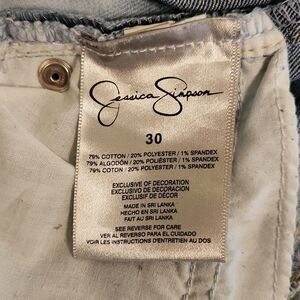 Jessica Simpson
30
79% COTTON / 20% POLYESTER / 1% SPANDEX
79% ALGODÓN / 20% POLIÉSTER / 1% SPANDEX
79% COTON / 20% POLYESTER / 1% SPANDEX
EXCLUSIVE OF DECORATION
EXCLUSIVO DE DECORACIÓN
EXCLUSIF DE DÉCOR
MADE IN SRI LANKA
HECHO EN SRI LANKA
FAIT AU SRI LANKA
SEE REVERSE FOR CARE
VER AL REVERSO PARA EL CUIDADO
VOIR LES INSTRUCTIONS D'ENTRETIEN AU DOS